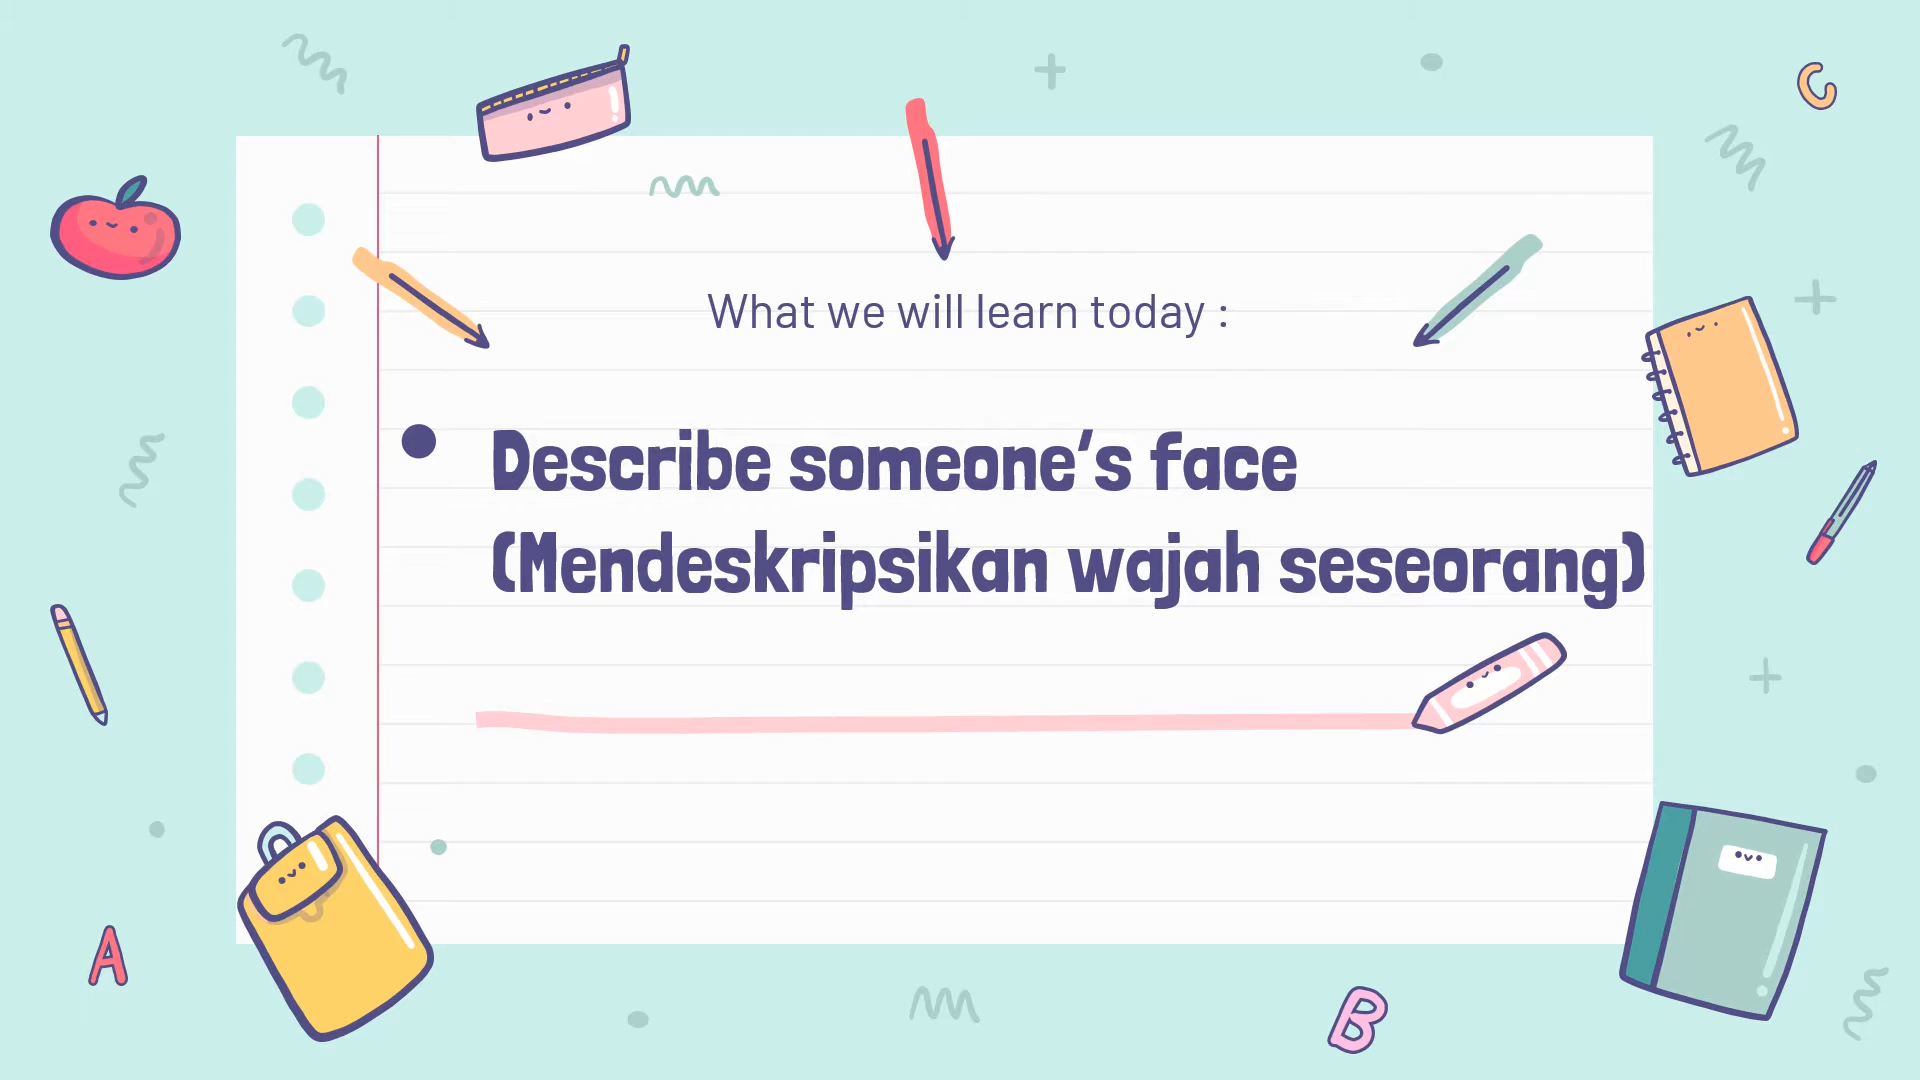 C
What we will learn today :
• Describe someone's face
(Mendeskripsikan wajah seseorang)
A
B